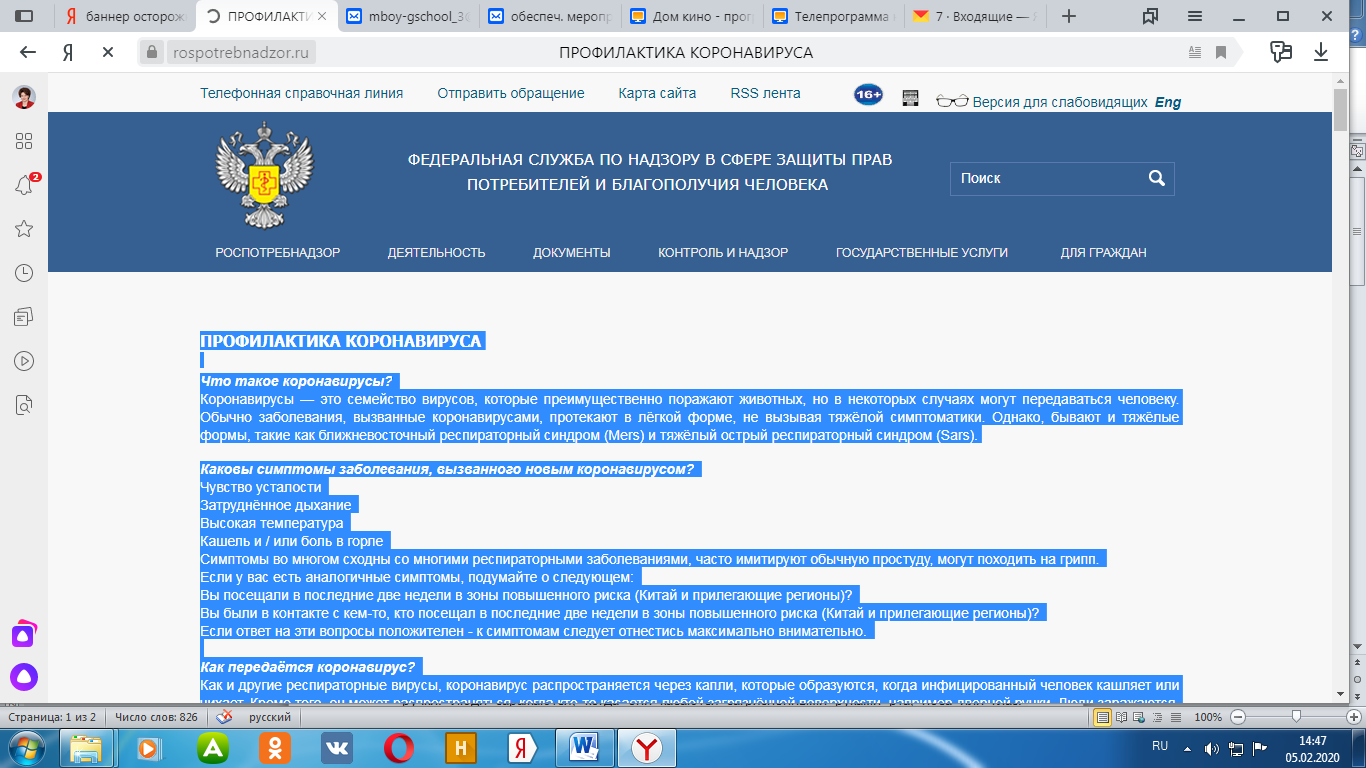 баннер осторож
ПРОФИЛАКТИ
mboy-gschool_3
обеспеч. меропр
Дом кино - прог
Телепрограмма
7 · Входящие —
rospotrebnadzor.ru
ПРОФИЛАКТИКА КОРОНАВИРУСА
Телефонная справочная линия
Отправить обращение
Карта сайта
RSS лента
16+
Версия для слабовидящих
Eng
ФЕДЕРАЛЬНАЯ СЛУЖБА ПО НАДЗОРУ В СФЕРЕ ЗАЩИТЫ ПРАВ
ПОТРЕБИТЕЛЕЙ И БЛАГОПОЛУЧИЯ ЧЕЛОВЕКА
Поиск
РОСПОТРЕБНАДЗОР
ДЕЯТЕЛЬНОСТЬ
ДОКУМЕНТЫ
КОНТРОЛЬ И НАДЗОР
ГОСУДАРСТВЕННЫЕ УСЛУГИ
ДЛЯ ГРАЖДАН
2
ПРОФИЛАКТИКА КОРОНАВИРУСА
Что такое коронавирусы?
Коронавирусы — это семейство вирусов, которые преимущественно поражают животных, но в некоторых случаях могут передаваться человеку.
Обычно заболевания, вызванные коронавирусами, протекают в лёгкой форме, не вызывая тяжёлой симптоматики. Однако, бывают и тяжёлые
формы, такие как ближневосточный респираторный синдром (Mers) и тяжёлый острый респираторный синдром (Sars).
Каковы симптомы заболевания, вызванного новым коронавирусом?
Чувство усталости
Затруднённое дыхание
Высокая температура
Кашель и / или боль в горле
Симптомы во многом сходны со многими респираторными заболеваниями, часто имитируют обычную простуду, могут походить на грипп.
Если у вас есть аналогичные симптомы, подумайте о следующем:
Вы посещали в последние две недели в зоны повышенного риска (Китай и прилегающие регионы)?
Вы были в контакте с кем-то, кто посещал в последние две недели в зоны повышенного риска (Китай и прилегающие регионы)?
Если ответ на эти вопросы положителен - к симптомам следует отнестись максимально внимательно.
Как передаётся коронавирус?
Как и другие респираторные вирусы, коронавирус распространяется через капли, которые образуются, когда инфицированный человек кашляет или
Страница: 1 из 2
Число слов: 826
русский
100%
RU
14:47
05.02.2020